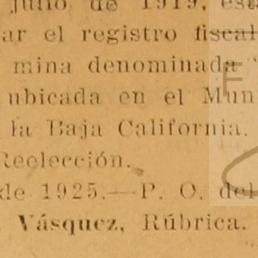 julio, de 1919, est
ar el registro fiscal
mina denominada "
ubicada en el Mun
la Baja California.
Reelección.
de 1925.—P. O. del
Vásquez, Rúbrica.